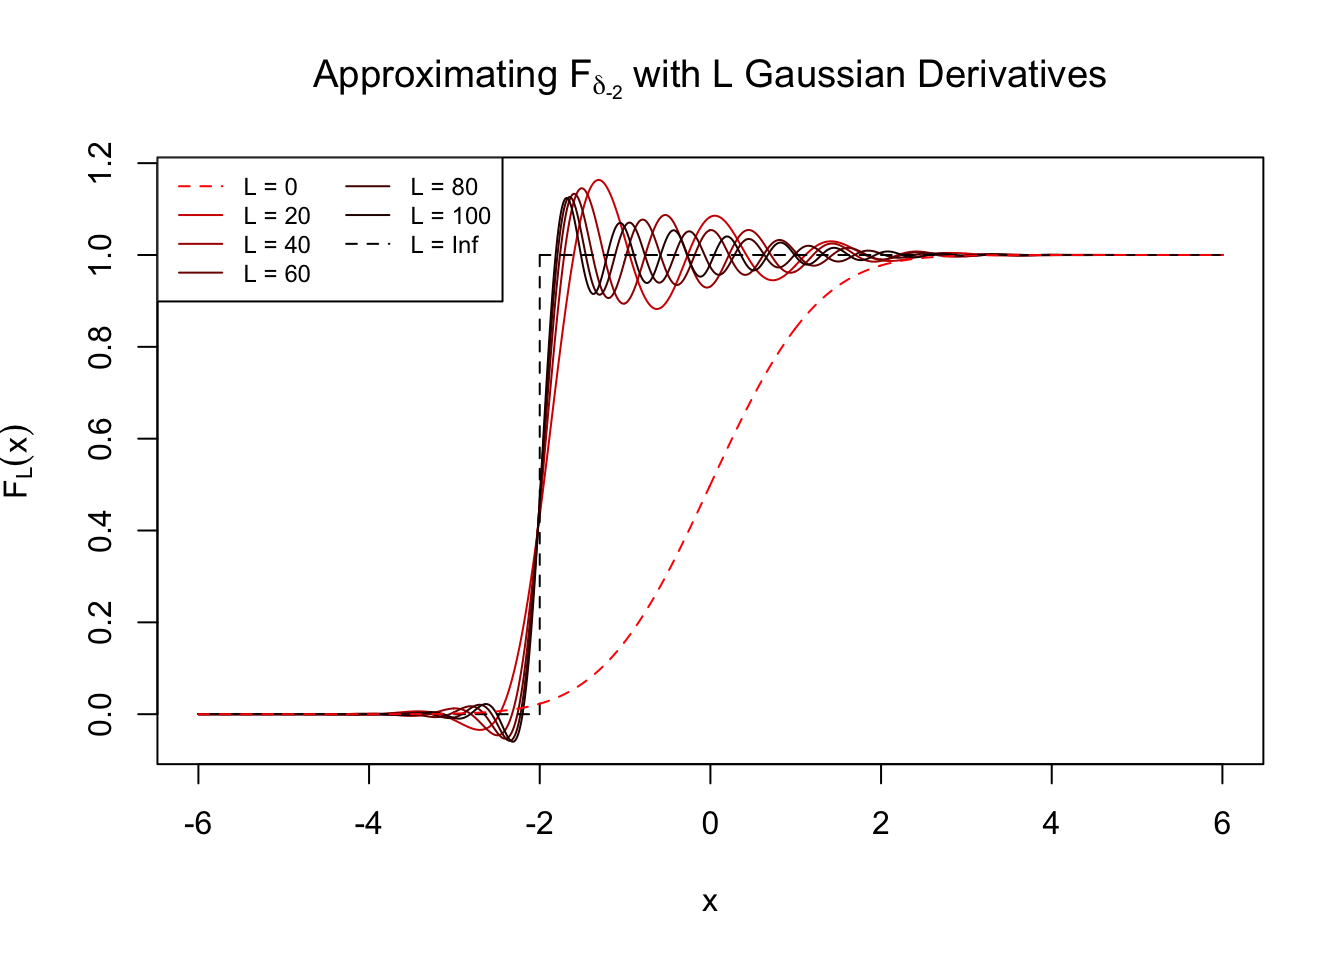 Approximating F_δ_-2 with L Gaussian Derivatives
L = 0
L = 20
L = 40
L = 60
L = 80
L = 100
L = Inf
F_L(x)
1.2
1.0
0.8
0.6
0.4
0.2
0.0
-6 -4 -2 0 2 4 6
x